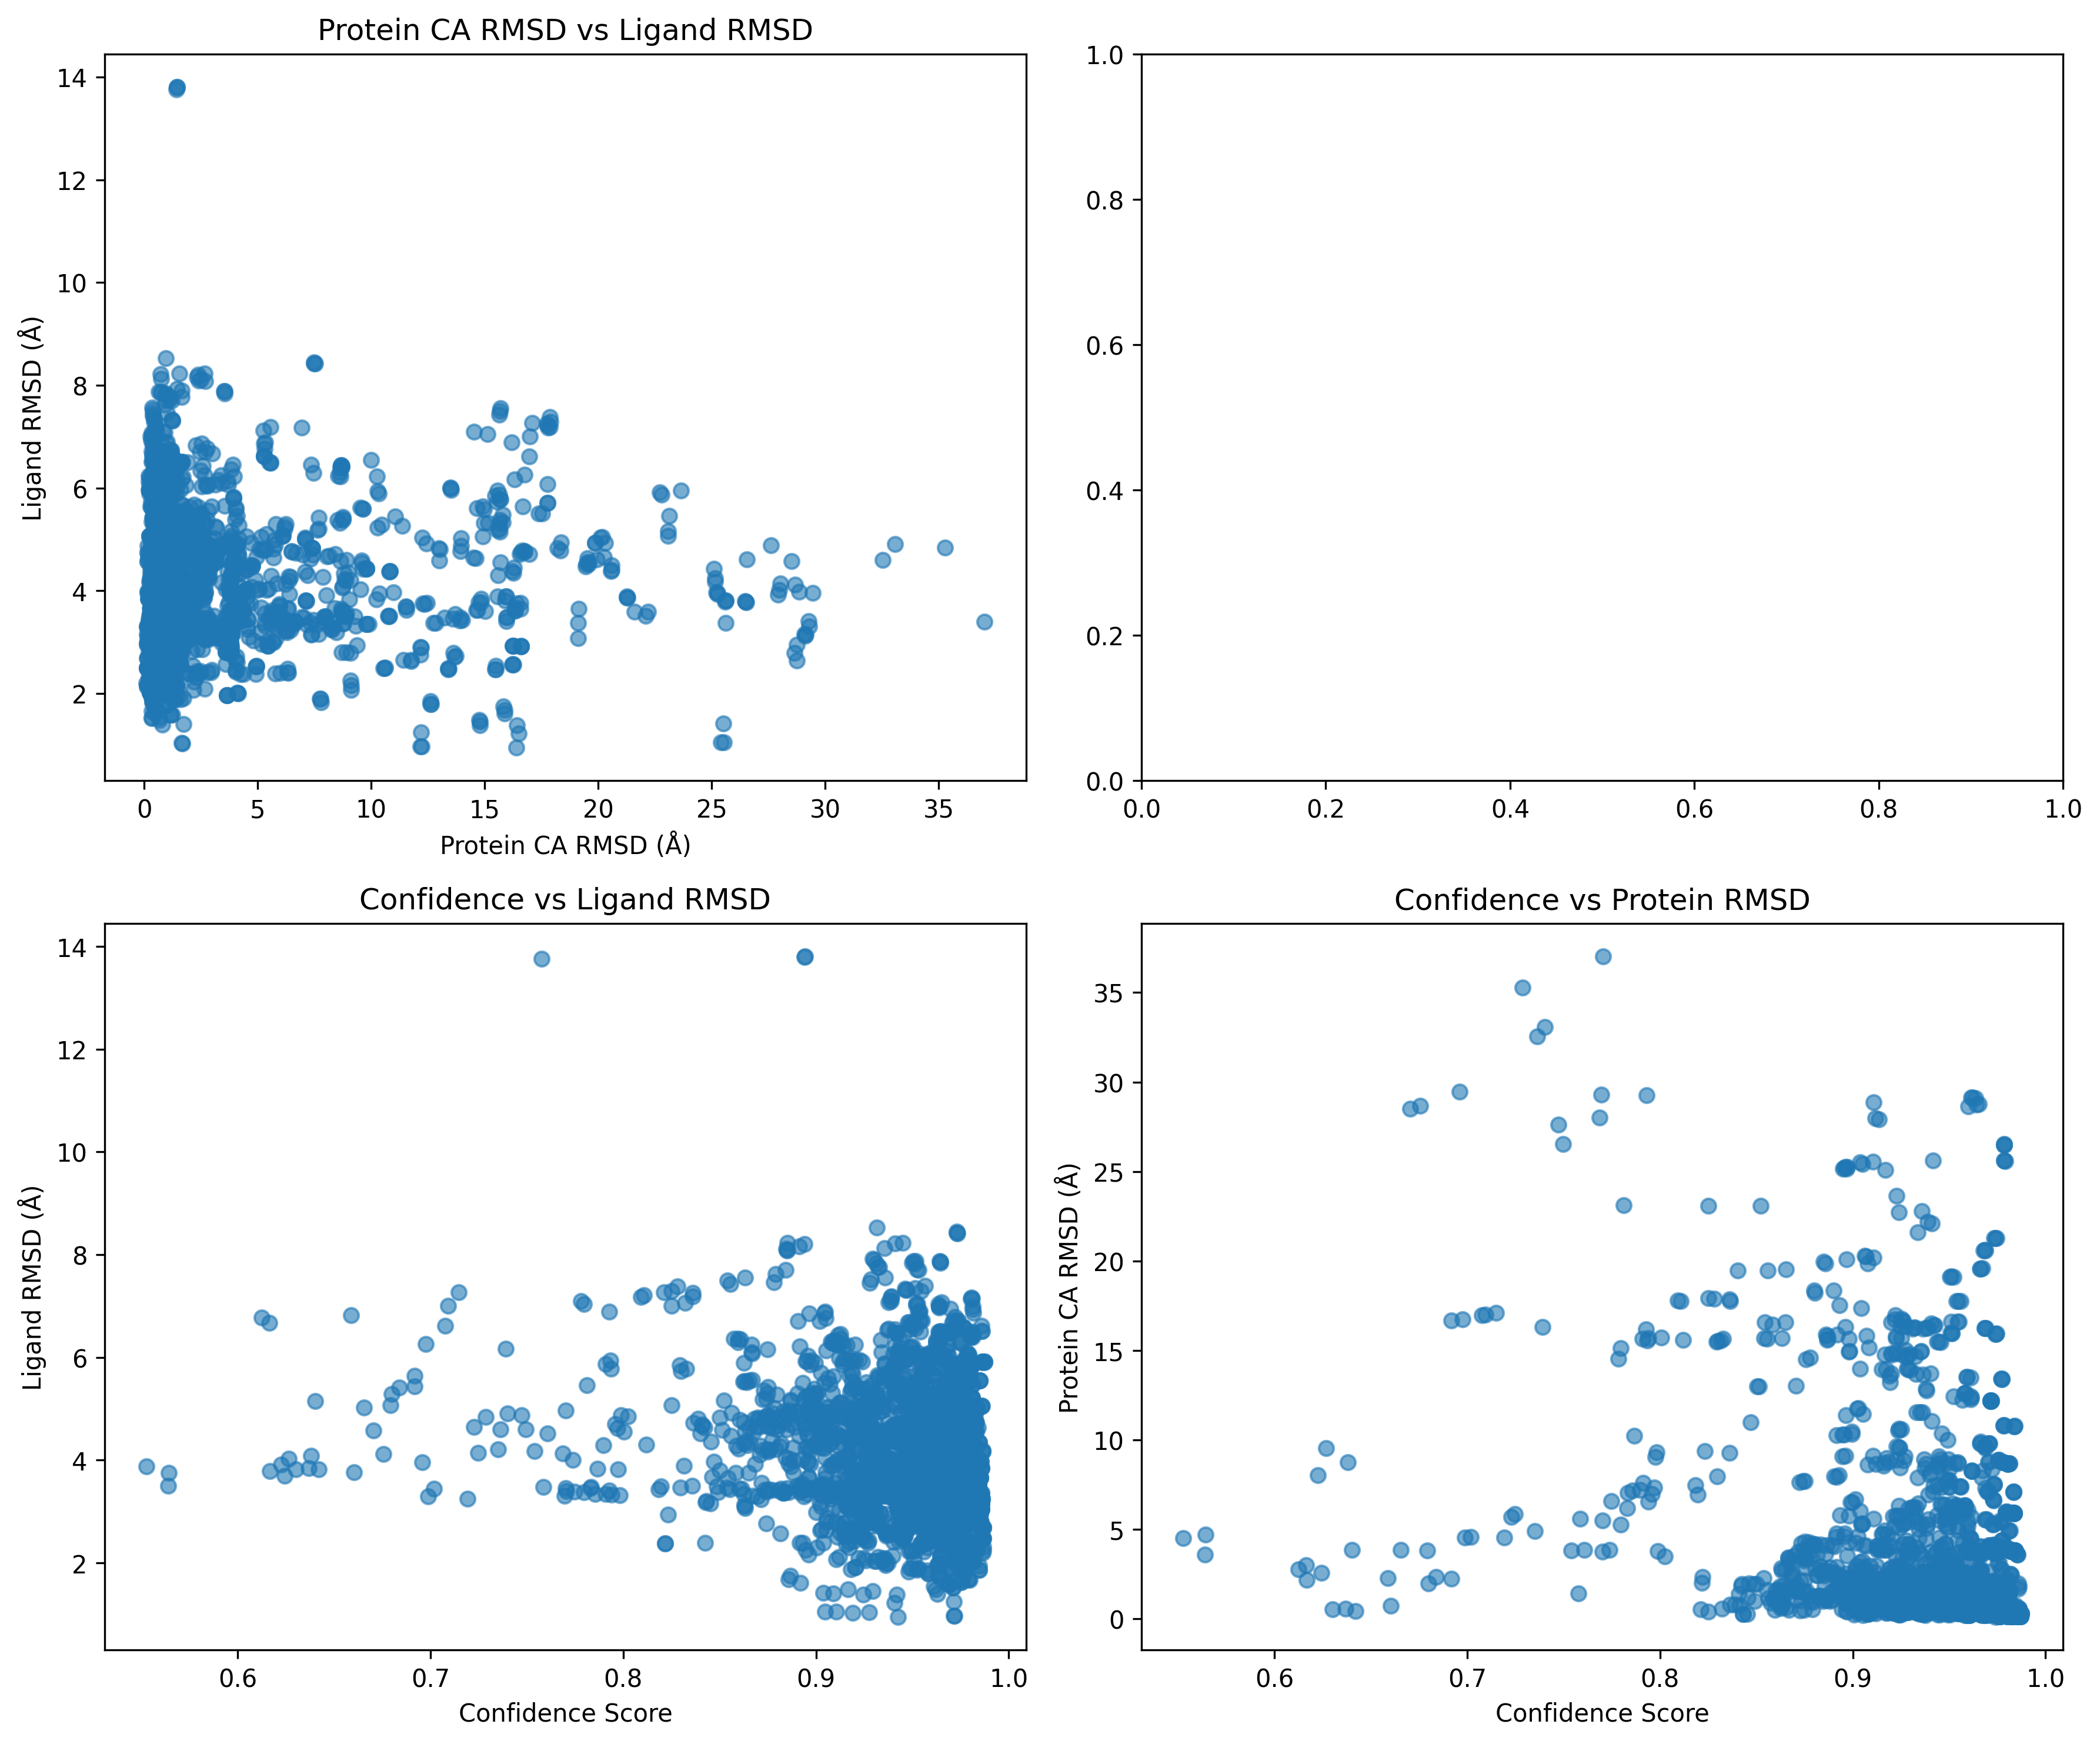 Protein CA RMSD vs Ligand RMSD
14
12
10
8
6
4
2
Ligand RMSD (Å)
0 5 10 15 20 25 30 35
Protein CA RMSD (Å)
1.0
0.8
0.6
0.4
0.2
0.0
0.0 0.2 0.4 0.6 0.8 1.0
Confidence vs Ligand RMSD
14
12
10
8
6
4
2
Ligand RMSD (Å)
0.6 0.7 0.8 0.9 1.0
Confidence Score
Confidence vs Protein RMSD
35
30
25
20
15
10
5
0
Protein CA RMSD (Å)
0.6 0.7 0.8 0.9 1.0
Confidence Score